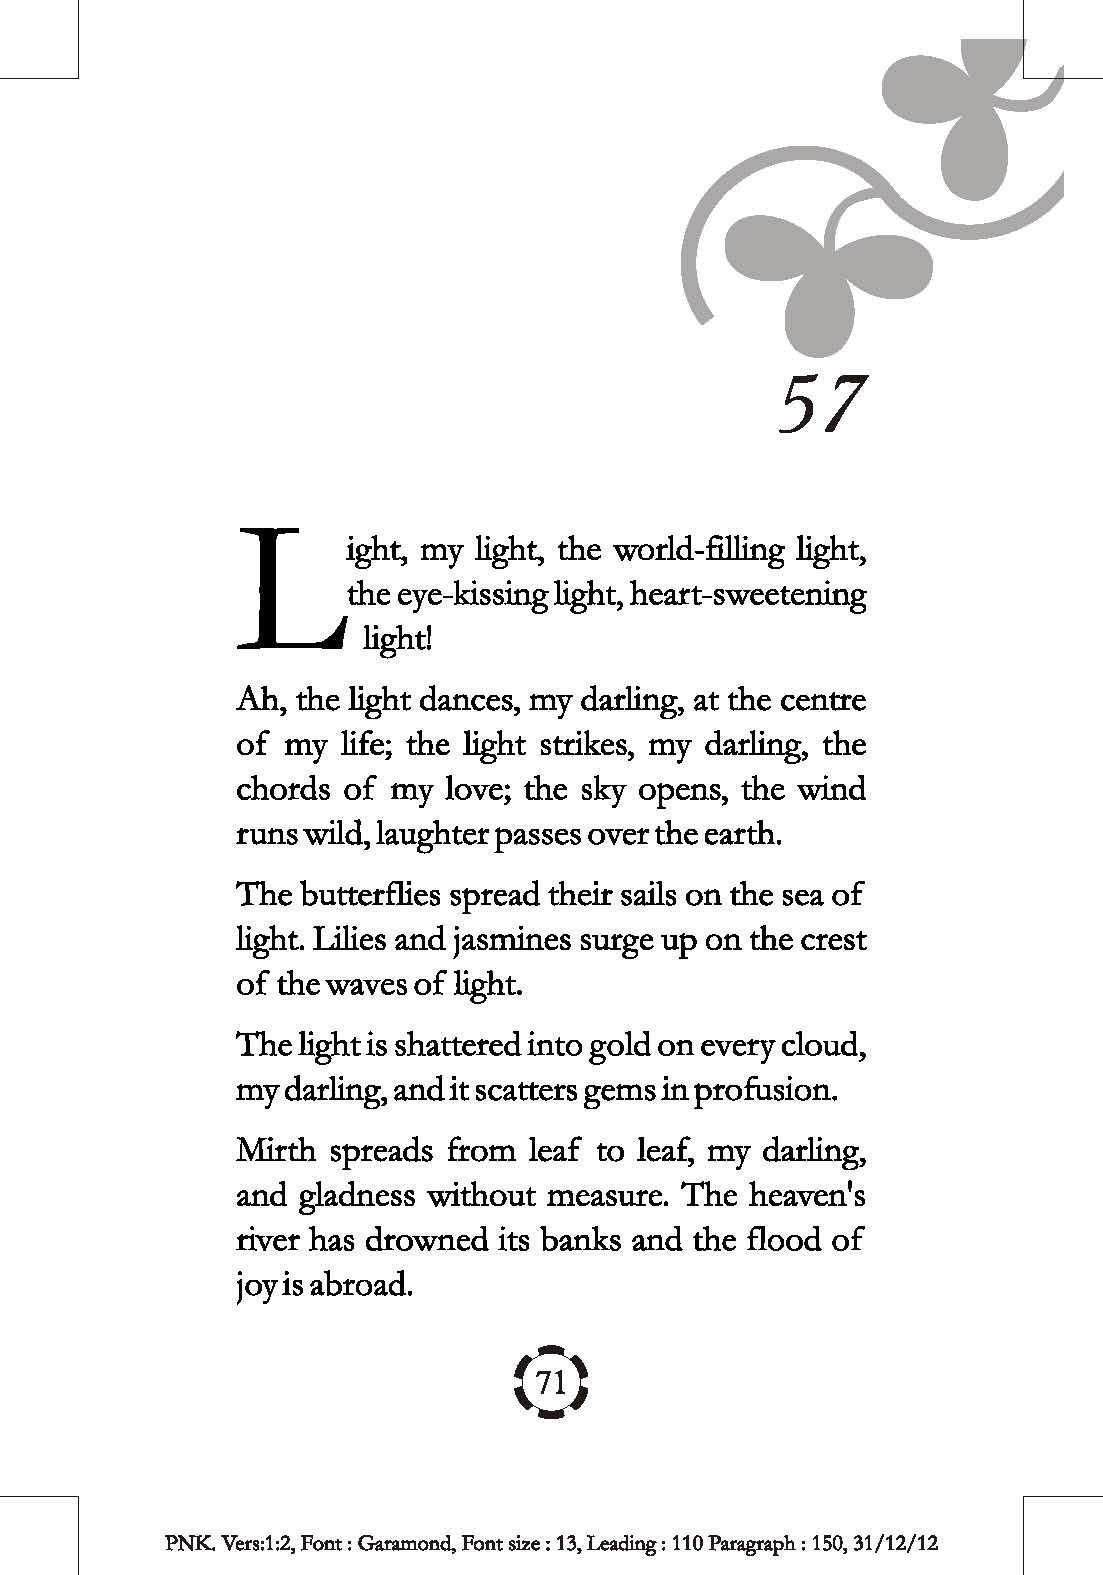 57
Light, my light, the world-filling light,
the eye-kissing light, heart-sweetening
light!
Ah, the light dances, my darling, at the centre
of my life; the light strikes, my darling, the
chords of my love; the sky opens, the wind
runs wild, laughter passes over the earth.
The butterflies spread their sails on the sea of
light. Lilies and jasmines surge up on the crest
of the waves of light.
The light is shattered into gold on every cloud,
my darling, and it scatters gems in profusion.
Mirth spreads from leaf to leaf, my darling,
and gladness without measure. The heaven's
river has drowned its banks and the flood of
joy is abroad.
71
PNK. Vers:1:2, Font : Garamond, Font size : 13, Leading : 110 Paragraph : 150, 31/12/12